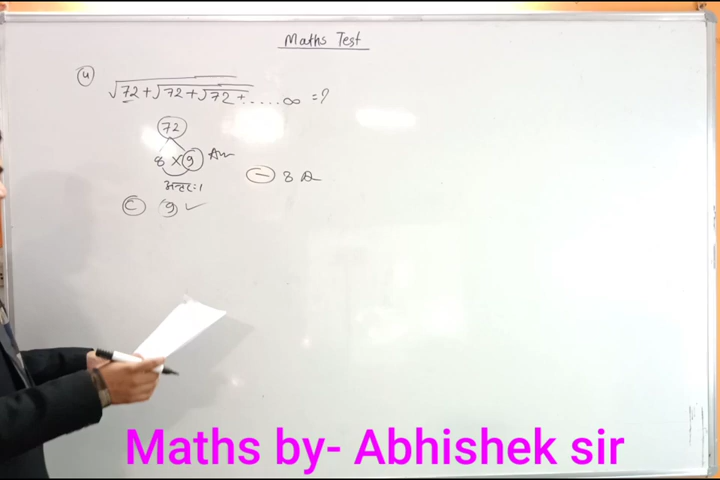 Maths Test
4
√72+√72+√72+.....∞ =?
72
8 × 9 Ans
अन्तर:1
− 8
C 9 ✓
Maths by- Abhishek sir